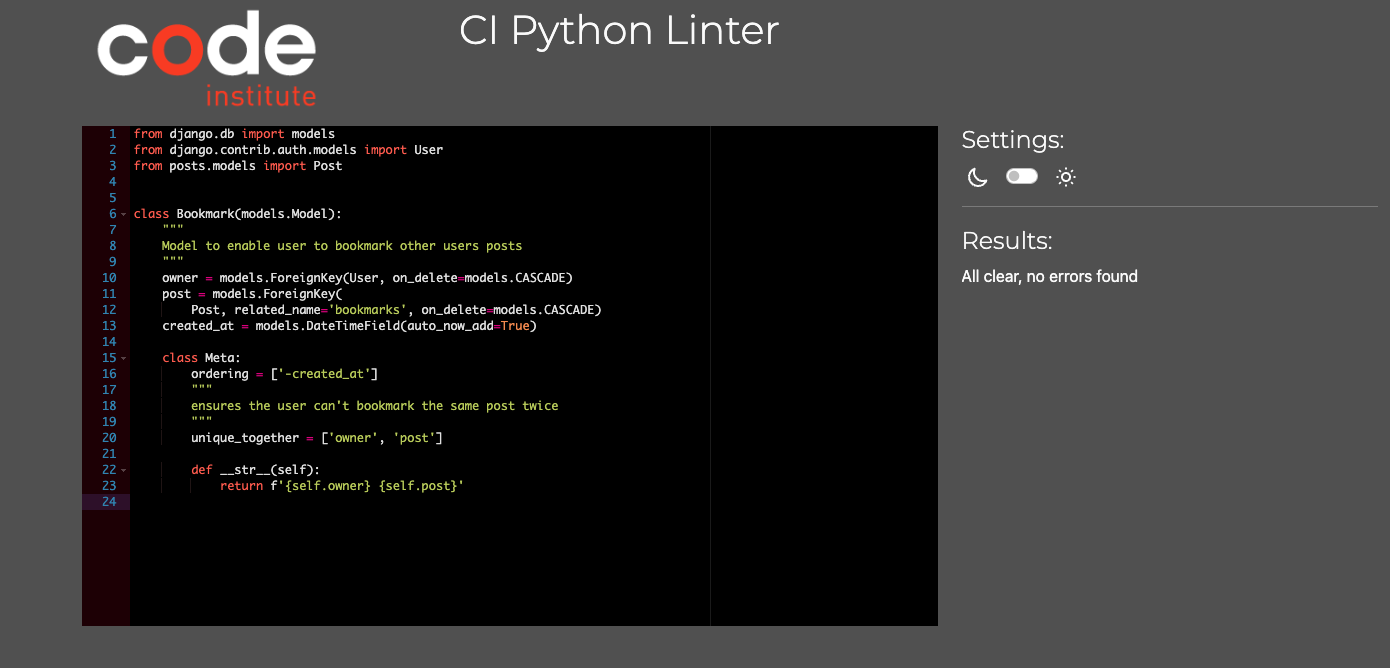 code
institute
CI Python Linter
1 from django.db import models
2 from django.contrib.auth.models import User
3 from posts.models import Post
4
5
6 class Bookmark(models.Model):
7     """
8     Model to enable user to bookmark other users posts
9     """
10     owner = models.ForeignKey(User, on_delete=models.CASCADE)
11     post = models.ForeignKey(
12         Post, related_name='bookmarks', on_delete=models.CASCADE)
13     created_at = models.DateTimeField(auto_now_add=True)
14
15     class Meta:
16         ordering = ['-created_at']
17         """
18         ensures the user can't bookmark the same post twice
19         """
20         unique_together = ['owner', 'post']
21
22         def __str__(self):
23             return f'{self.owner} {self.post}'
24
Settings:
Results:
All clear, no errors found